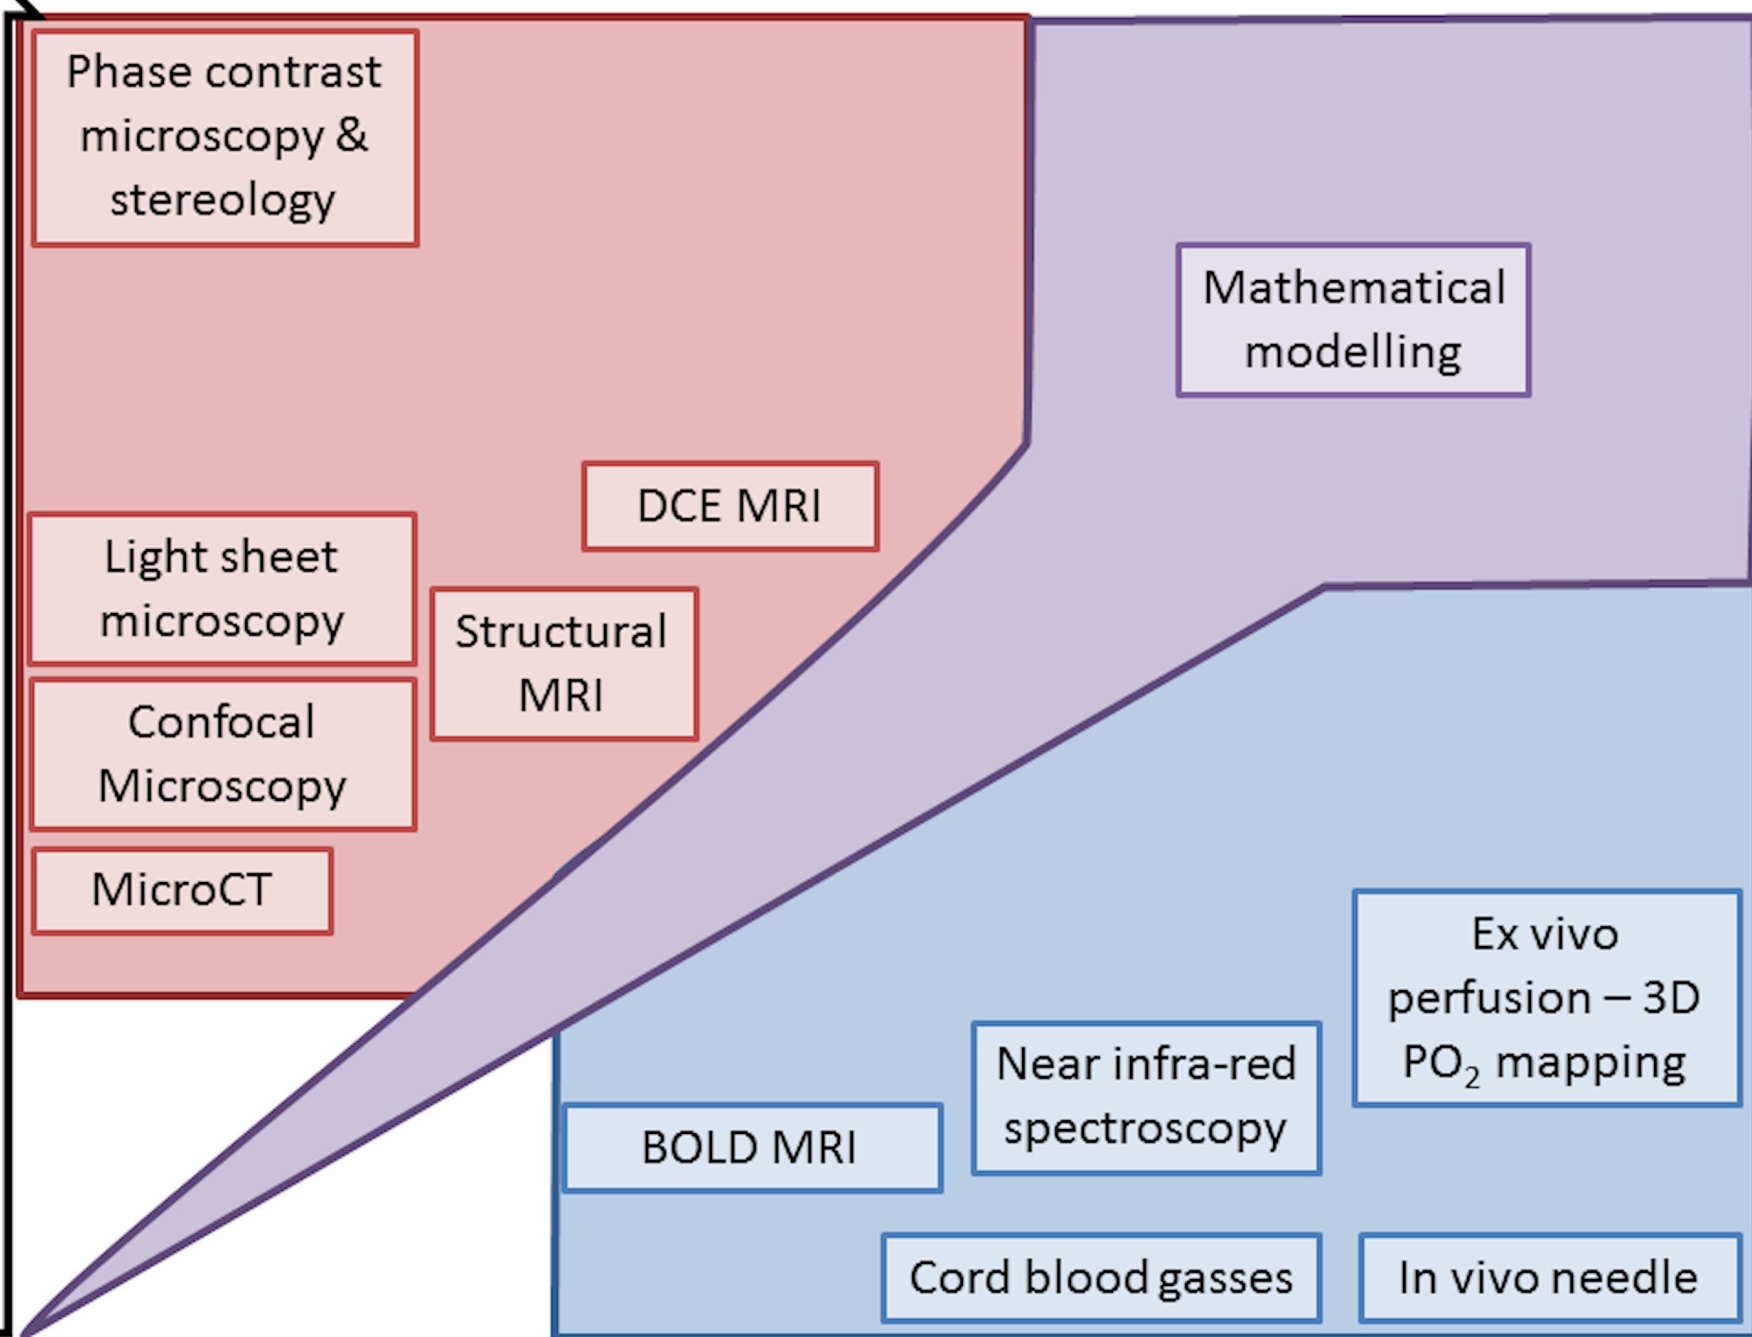 Phase contrast
microscopy &
stereology
Mathematical
modelling
DCE MRI
Light sheet
microscopy
Structural
MRI
Confocal
Microscopy
MicroCT
Ex vivo
perfusion – 3D
PO₂ mapping
Near infra-red
spectroscopy
BOLD MRI
Cord blood gasses
In vivo needle